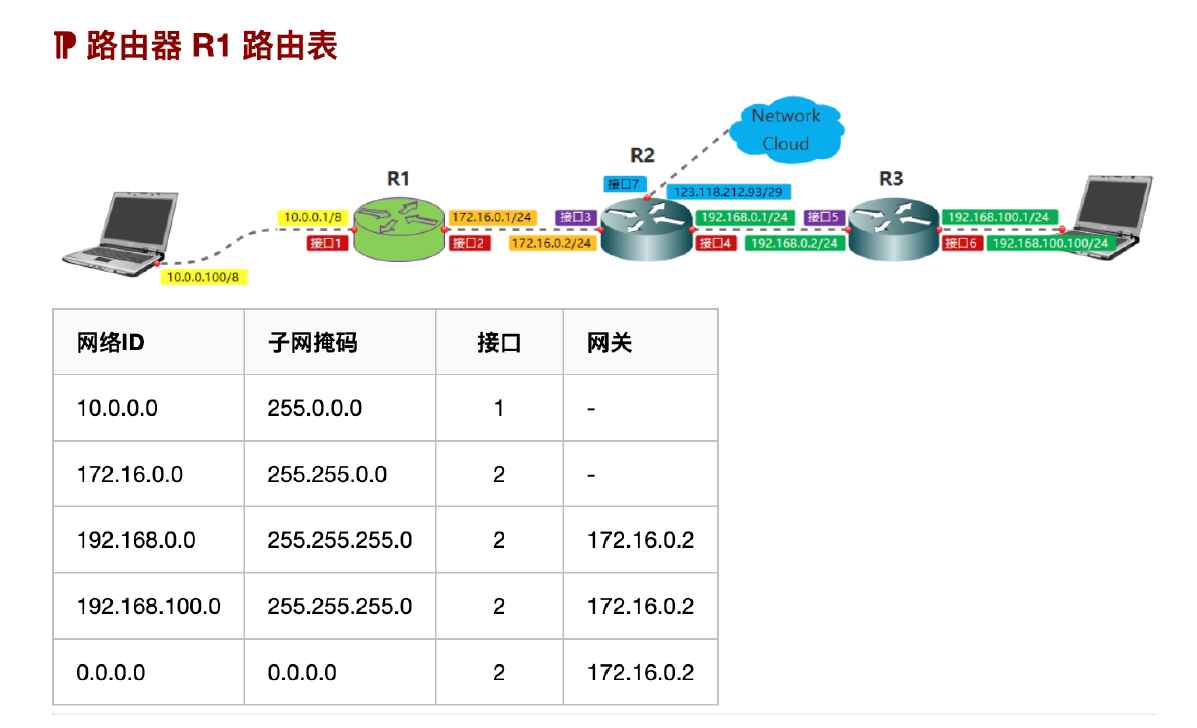 路由器 R1 路由表
Network
Cloud
R2
R1
R3
接口7
123.118.212.93/29
10.0.0.1/8
172.16.0.1/24
接口3
192.168.0.1/24
接口5
192.168.100.1/24
接口1
接口2
172.16.0.2/24
接口4
192.168.0.2/24
接口6
192.168.100.100/24
10.0.0.100/8
网络ID 子网掩码 接口 网关
10.0.0.0 255.0.0.0 1 -
172.16.0.0 255.255.0.0 2 -
192.168.0.0 255.255.255.0 2 172.16.0.2
192.168.100.0 255.255.255.0 2 172.16.0.2
0.0.0.0 0.0.0.0 2 172.16.0.2